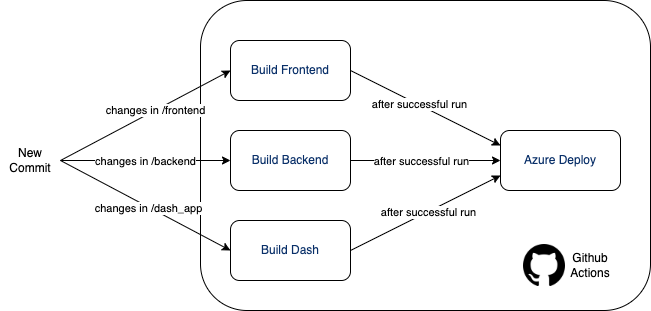 Build Frontend
changes in /frontend
after successful run
New
Commit
changes in /backend
Build Backend
after successful run
Azure Deploy
changes in /dash_app
after successful run
Build Dash
Github
Actions